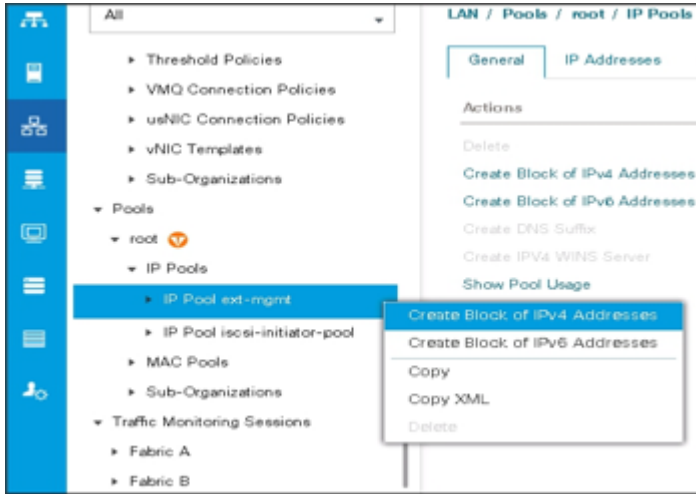 All
Threshold Policies
VMQ Connection Policies
usNIC Connection Policies
vNIC Templates
Sub-Organizations
Pools
root
IP Pools
IP Pool ext-mgmt
IP Pool iscsi-initiator-pool
MAC Pools
Sub-Organizations
Traffic Monitoring Sessions
Fabric A
Fabric B
LAN / Pools / root / IP Pools
General IP Addresses
Actions
Delete
Create Block of IPv4 Addresses
Create Block of IPv6 Addresses
Create DNS Suffix
Create IPV4 WINS Server
Show Pool Usage
Create Block of IPv4 Addresses
Create Block of IPv6 Addresses
Copy
Copy XML
Delete